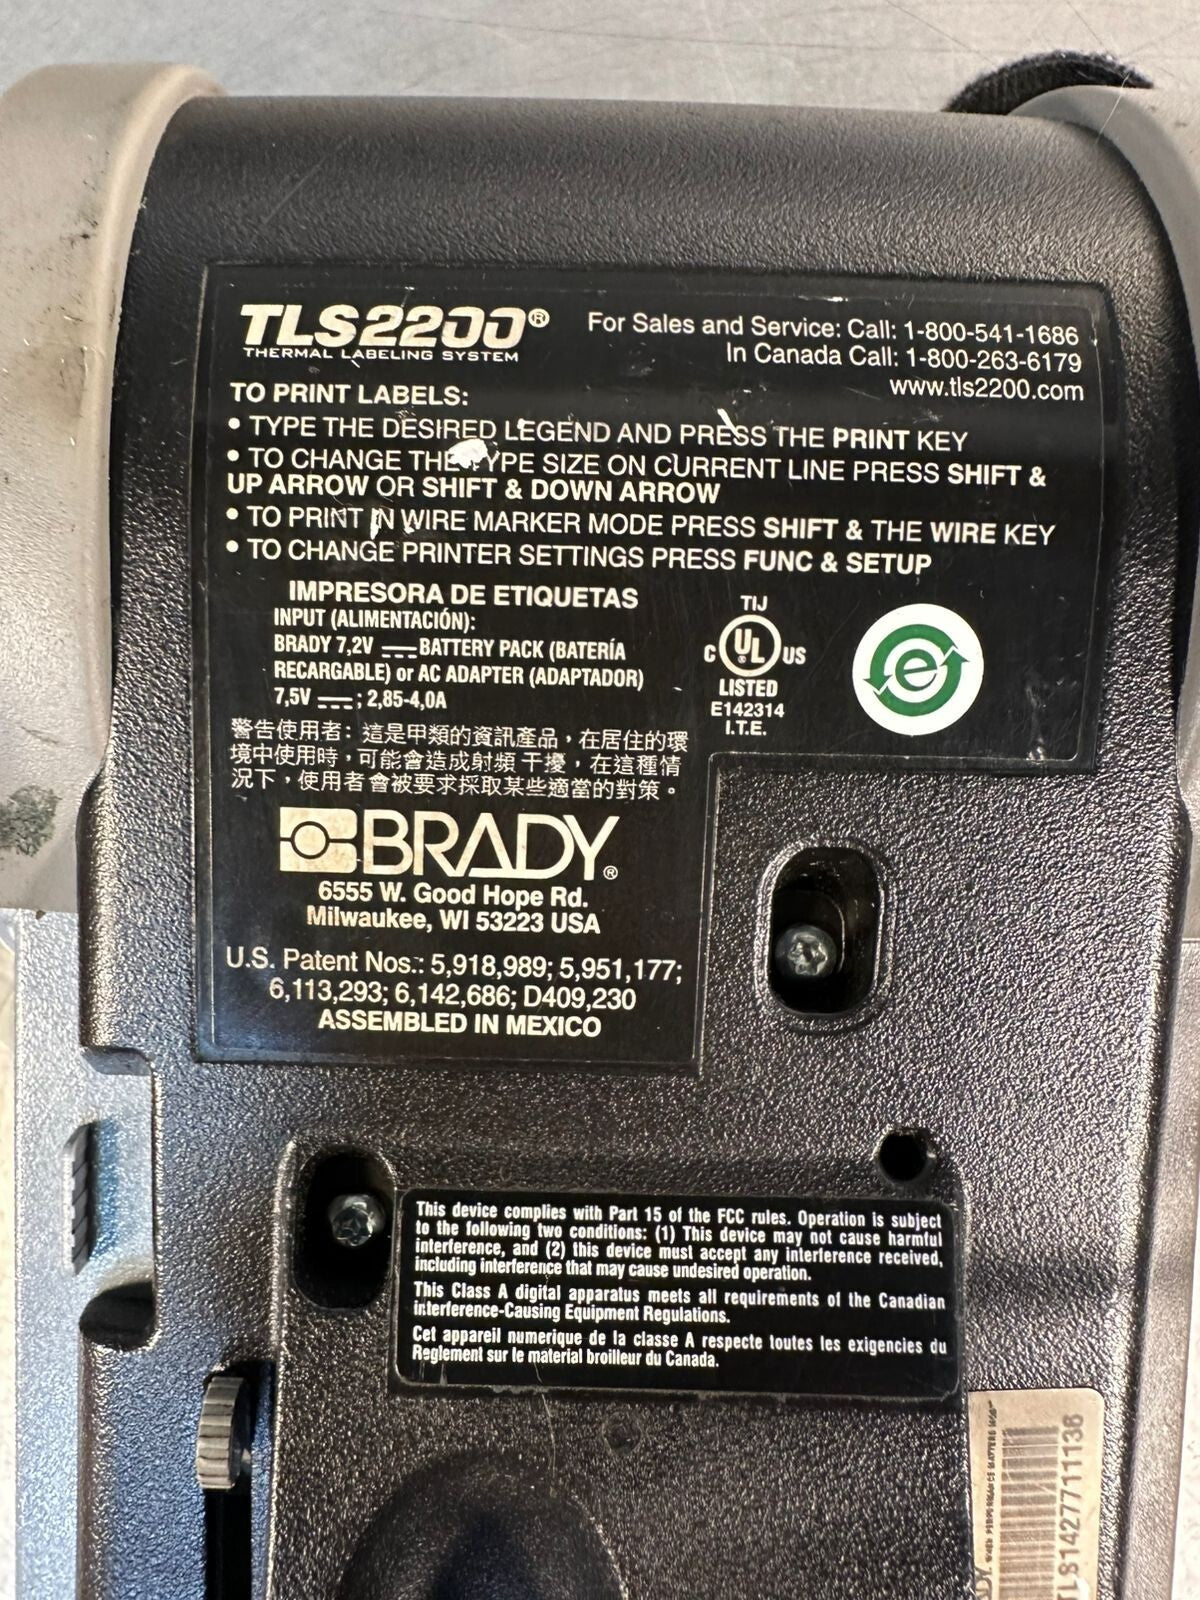 TLS2200®
THERMAL LABELING SYSTEM
For Sales and Service: Call: 1-800-541-1686
In Canada Call: 1-800-263-6179
www.tls2200.com
TO PRINT LABELS:
• TYPE THE DESIRED LEGEND AND PRESS THE PRINT KEY
• TO CHANGE THE TYPE SIZE ON CURRENT LINE PRESS SHIFT &
UP ARROW OR SHIFT & DOWN ARROW
• TO PRINT IN WIRE MARKER MODE PRESS SHIFT & THE WIRE KEY
• TO CHANGE PRINTER SETTINGS PRESS FUNC & SETUP
IMPRESORA DE ETIQUETAS
INPUT (ALIMENTACIÓN):
BRADY 7,2V ⎓ BATTERY PACK (BATERÍA
RECARGABLE) or AC ADAPTER (ADAPTADOR)
7,5V ⎓; 2,85-4,0A
TIJ
C UL® US
LISTED
E142314
I.T.E.
e
警告使用者: 這是甲類的資訊產品，在居住的環
境中使用時，可能會造成射頻干擾，在這種情
況下，使用者會被要求採取某些適當的對策。
BRADY®
6555 W. Good Hope Rd.
Milwaukee, WI 53223 USA
U.S. Patent Nos.: 5,918,989; 5,951,177;
6,113,293; 6,142,686; D409,230
ASSEMBLED IN MEXICO
This device complies with Part 15 of the FCC rules. Operation is subject
to the following two conditions: (1) This device may not cause harmful
interference, and (2) this device must accept any interference received,
including interference that may cause undesired operation.
This Class A digital apparatus meets all requirements of the Canadian
Interference-Causing Equipment Regulations.
Cet appareil numerique de la classe A respecte toutes les exigencies du
Reglement sur le material broilleur du Canada.
TLS1427711136